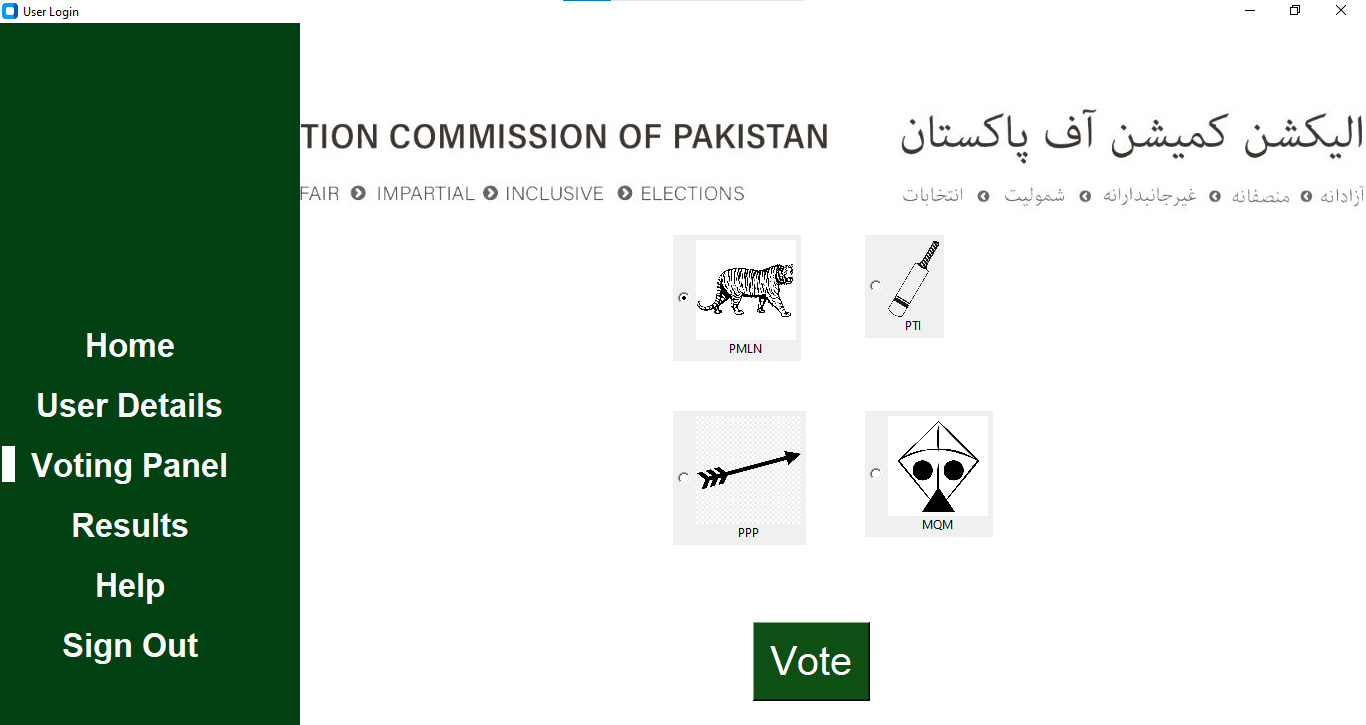 User Login
TION COMMISSION OF PAKISTAN
الیکشن کمیشن آف پاکستان
FAIR IMPARTIAL INCLUSIVE ELECTIONS
آزادانہ منصفانہ غیرجانبدارانہ شمولیت انتخابات
Home
User Details
Voting Panel
Results
Help
Sign Out
PMLN
PTI
PPP
MQM
Vote